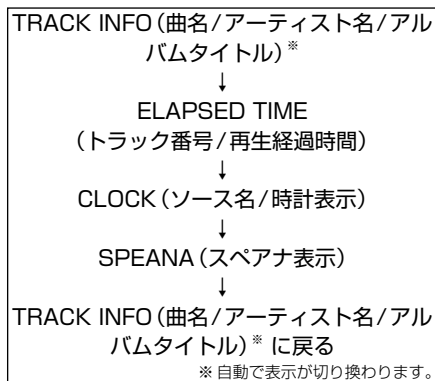 TRACK INFO（曲名/アーティスト名/アル
バムタイトル）※
↓
ELAPSED TIME
（トラック番号/再生経過時間）
↓
CLOCK（ソース名/時計表示）
↓
SPEANA（スペアナ表示）
↓
TRACK INFO（曲名/アーティスト名/アル
バムタイトル）※ に戻る
※ 自動で表示が切り換わります。